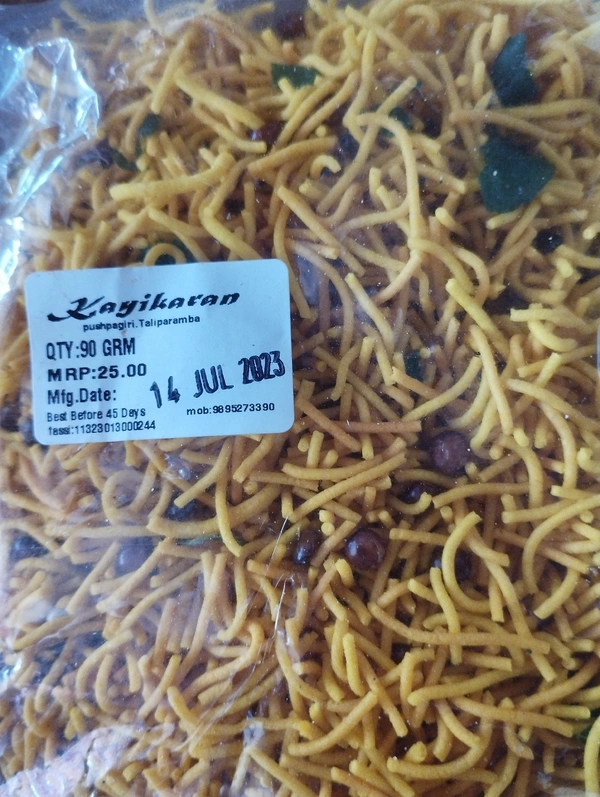 Kayikaran
pushpagiri.Taliparamba
QTY:90 GRM
MRP:25.00
Mfg.Date: 14 JUL 2023
Best Before 45 Days mob:9895273390
fassi:11323013000244